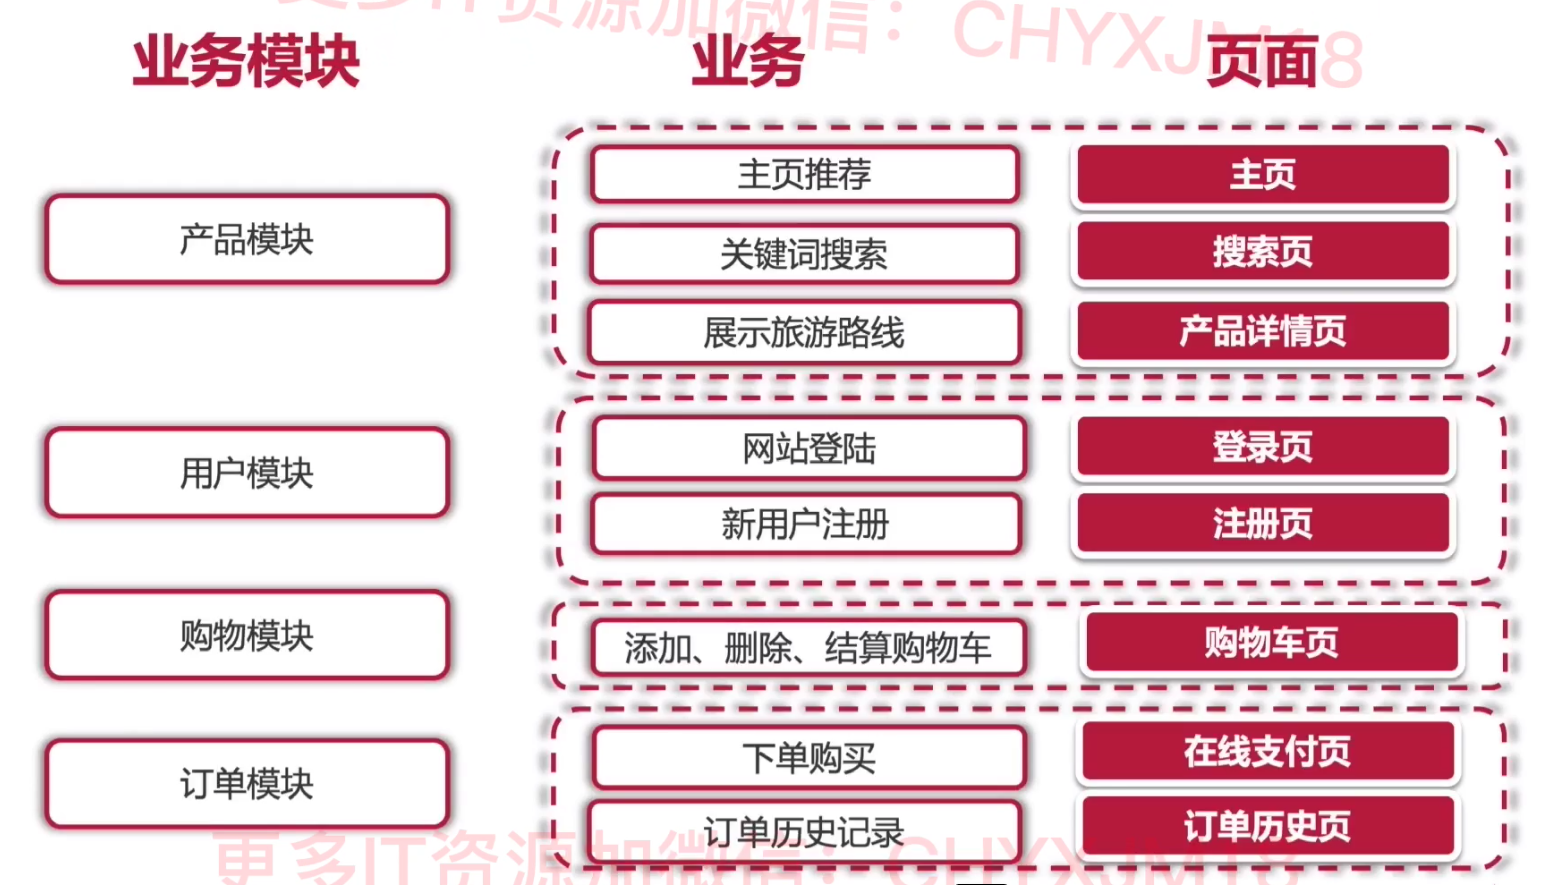 更多IT资源加微信：CHYXJM18
业务模块
业务
页面
产品模块
主页推荐
主页
关键词搜索
搜索页
展示旅游路线
产品详情页
用户模块
网站登陆
登录页
新用户注册
注册页
购物模块
添加、删除、结算购物车
购物车页
订单模块
下单购买
在线支付页
订单历史记录
订单历史页
更多IT资源加微信：CHYXJM18